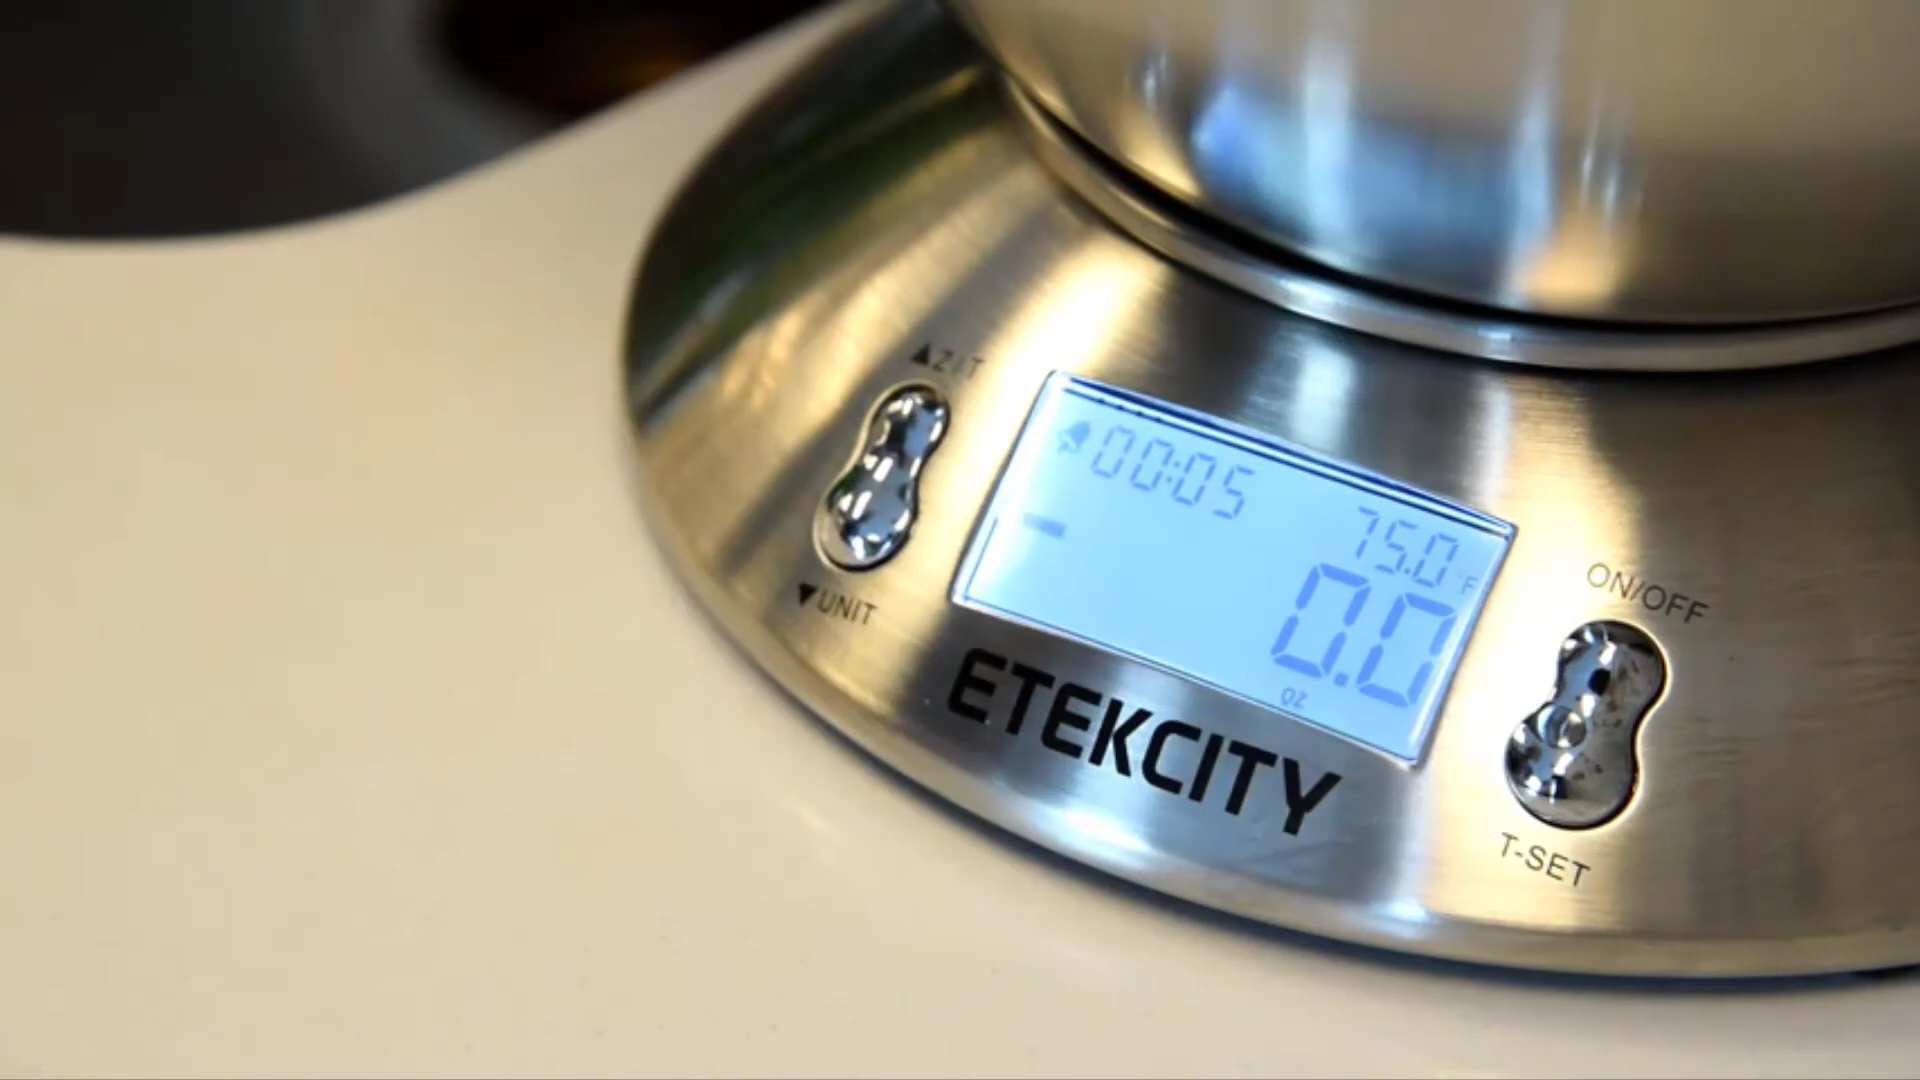 ▲Z/T
▼UNIT
00:05
75.0 °F
0.0
oz
ETEKCITY
ON/OFF
T-SET